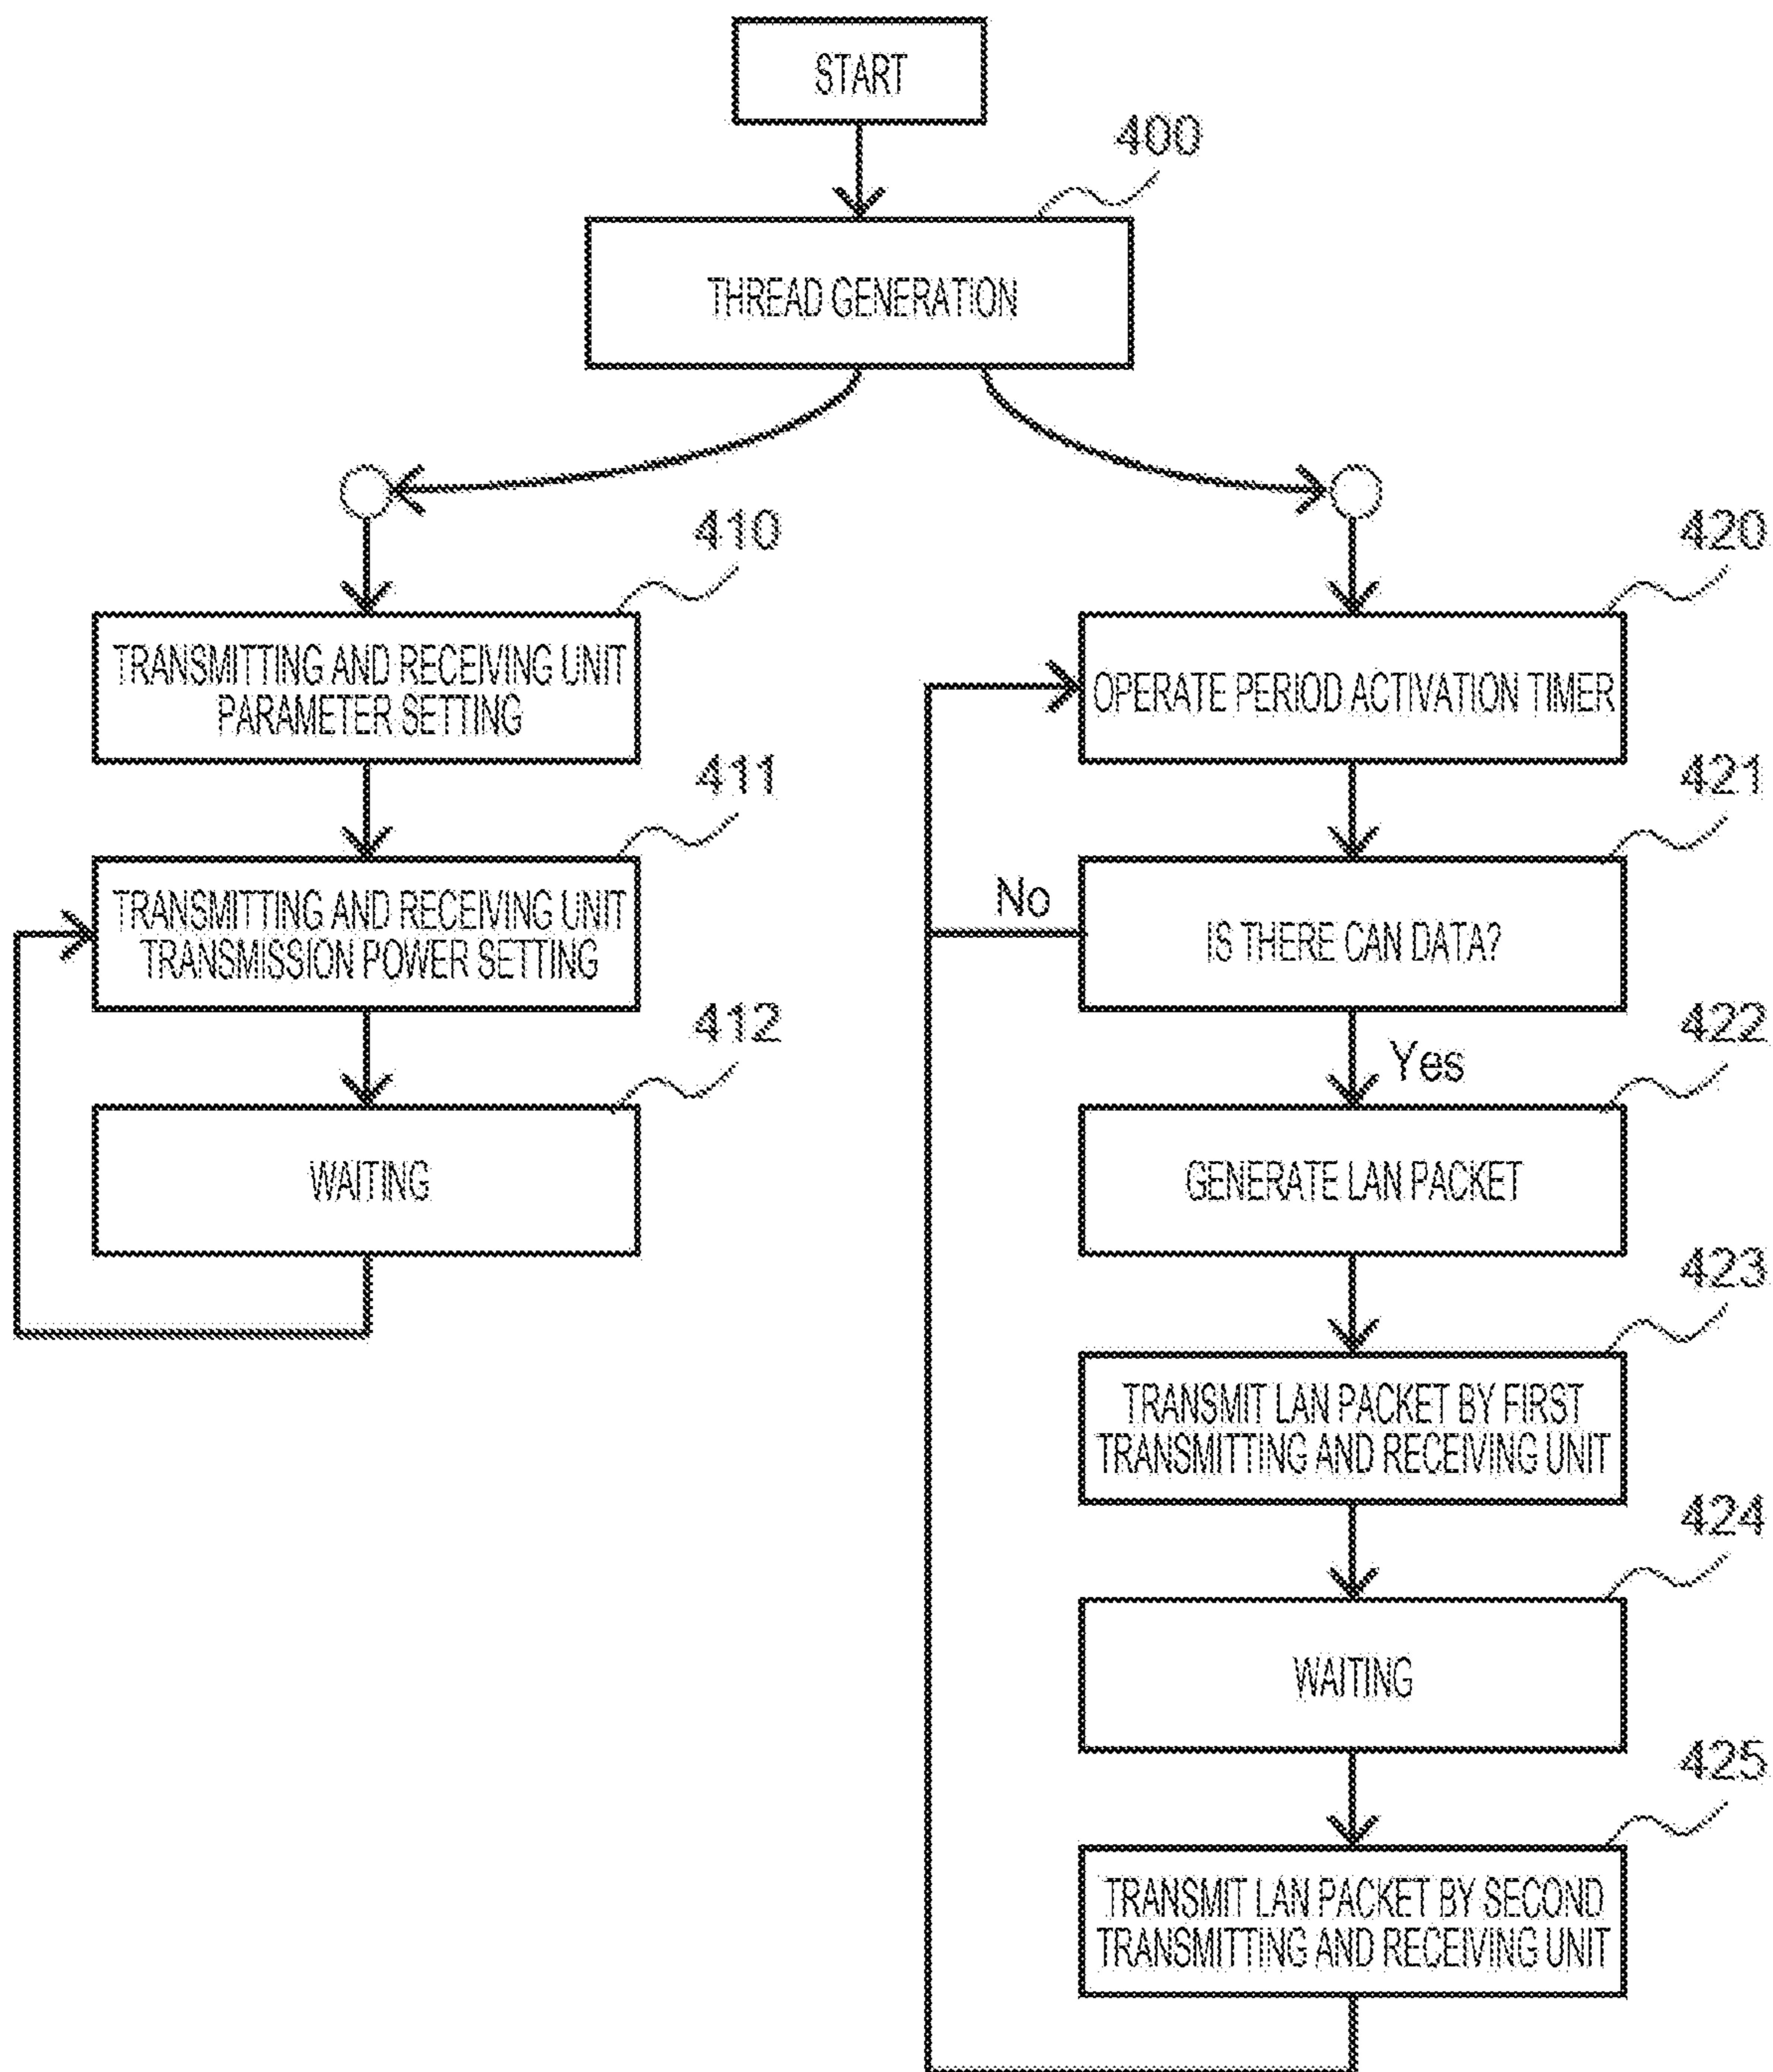 START
400
THREAD GENERATION
410
TRANSMITTING AND RECEIVING UNIT
PARAMETER SETTING
411
TRANSMITTING AND RECEIVING UNIT
TRANSMISSION POWER SETTING
412
WAITING
420
OPERATE PERIOD ACTIVATION TIMER
421
No
IS THERE CAN DATA?
422
Yes
GENERATE LAN PACKET
423
TRANSMIT LAN PACKET BY FIRST
TRANSMITTING AND RECEIVING UNIT
424
WAITING
425
TRANSMIT LAN PACKET BY SECOND
TRANSMITTING AND RECEIVING UNIT